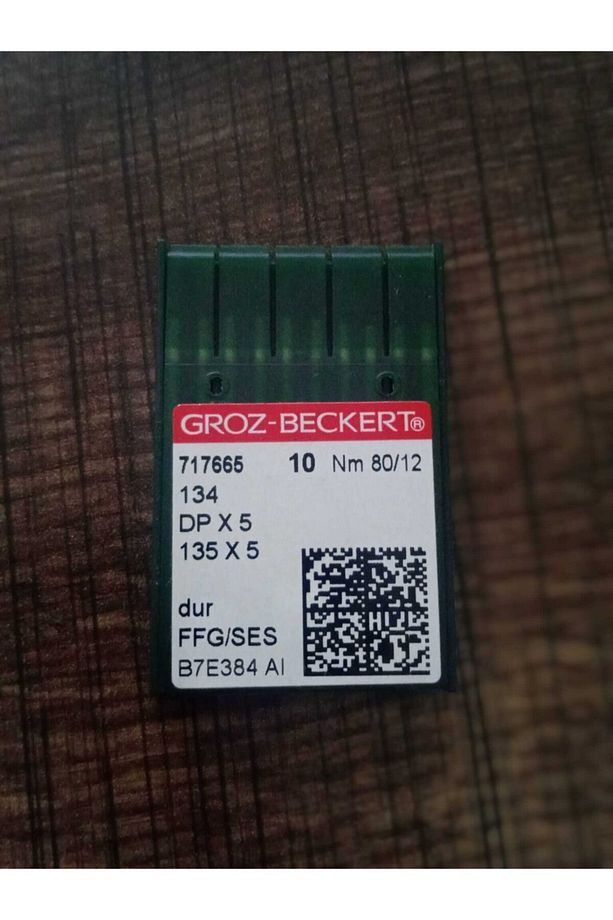 GROZ-BECKERT®
717665 10 Nm 80/12
134
DP X 5
135 X 5
dur
FFG/SES
B7E384 AI